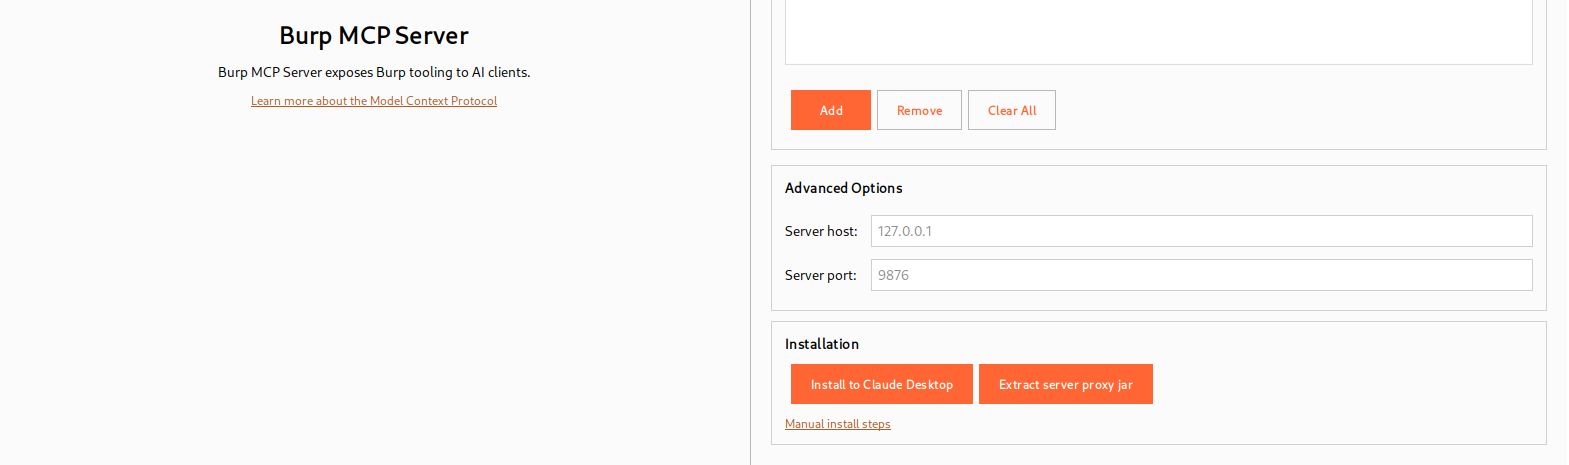 Burp MCP Server
Burp MCP Server exposes Burp tooling to AI clients.
Learn more about the Model Context Protocol
Add
Remove
Clear All
Advanced Options
Server host:
127.0.0.1
Server port:
9876
Installation
Install to Claude Desktop
Extract server proxy jar
Manual install steps